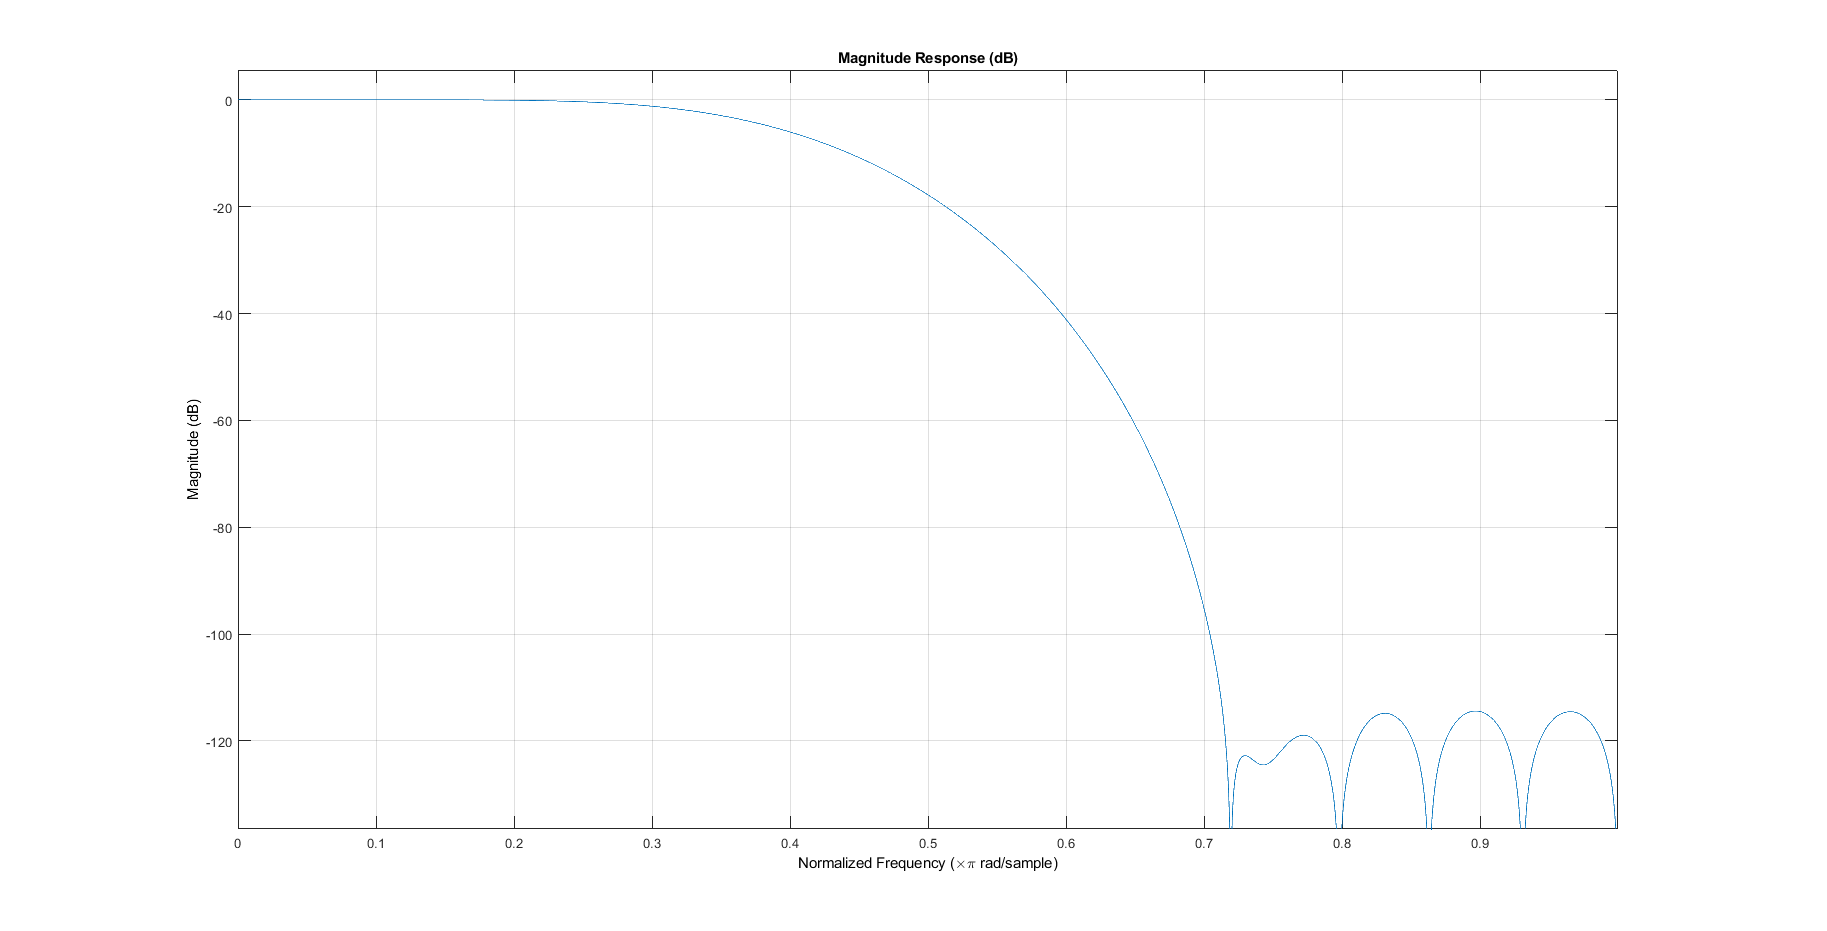 Magnitude Response (dB)
0
-20
-40
-60
-80
-100
-120
Magnitude (dB)
0 0.1 0.2 0.3 0.4 0.5 0.6 0.7 0.8 0.9
Normalized Frequency (×π rad/sample)